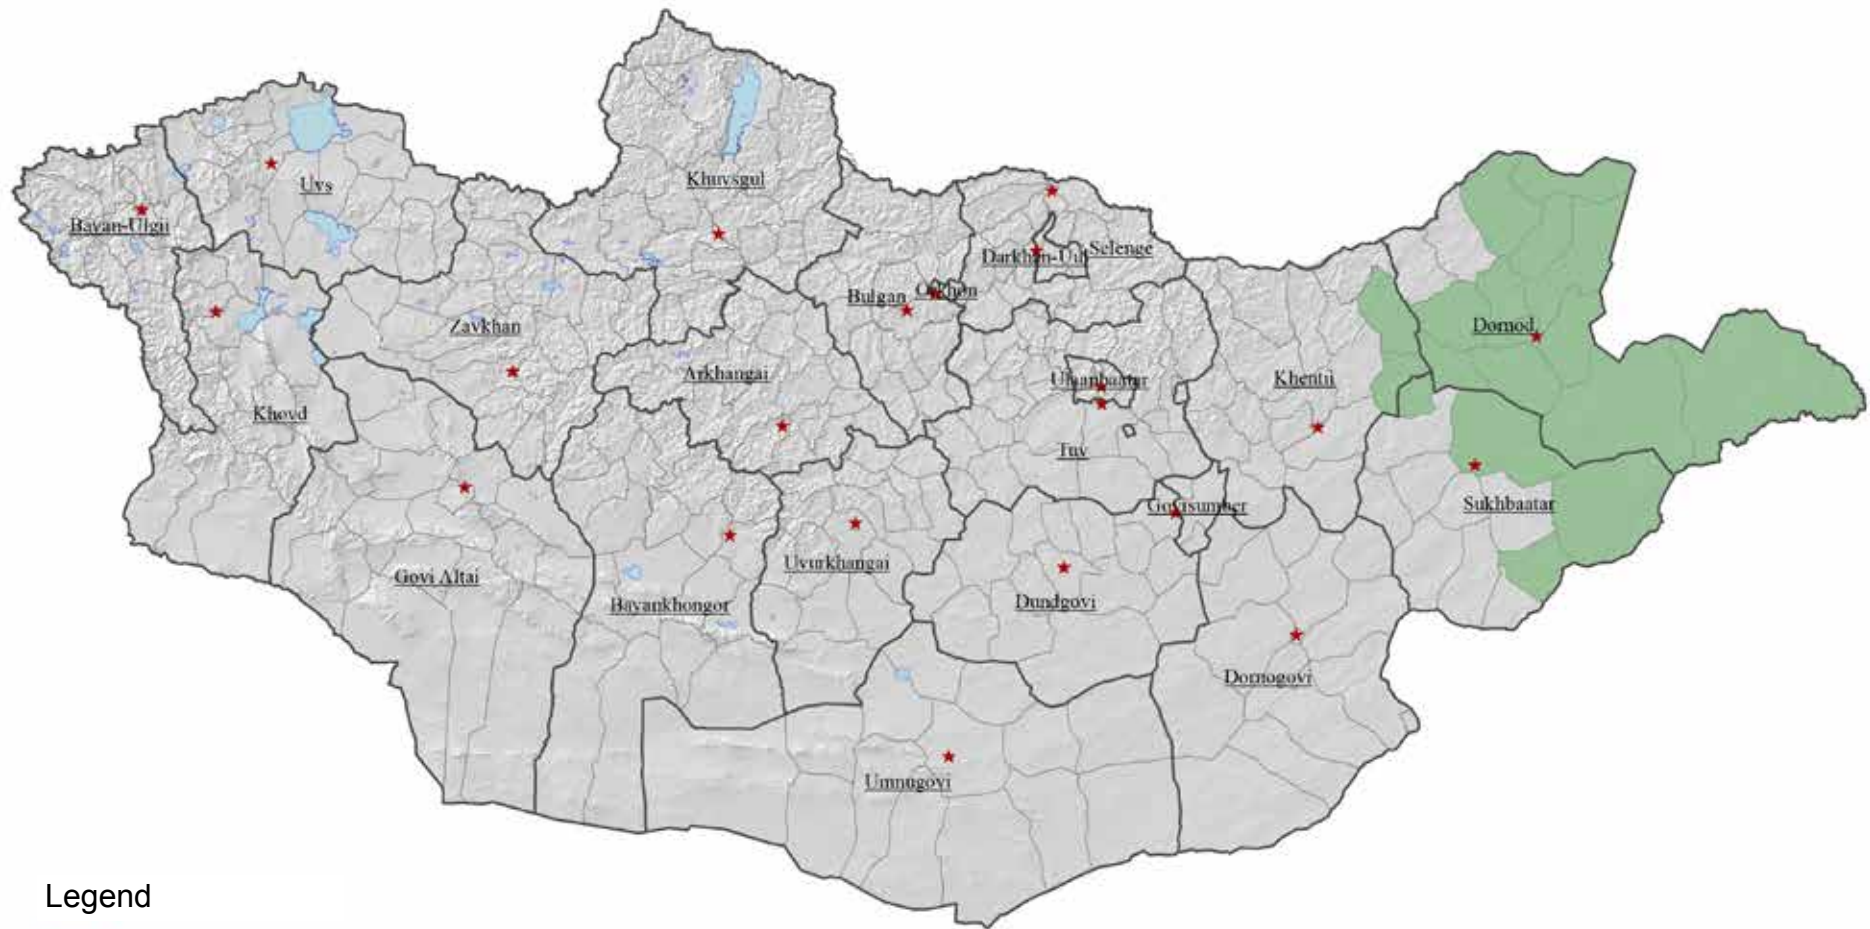 Khuvsgul
Uvs
Bayan-Ulgii
Darkhan-Uul
Selenge
Bulgan
Orkhon
Zavkhan
Dornod
Arkhangai
Ulaanbaatar
Khentii
Khovd
Tuv
Govisumber
Sukhbaatar
Uvurkhangai
Govi Altai
Bayankhongor
Dundgovi
Dornogovi
Umnugovi
Legend